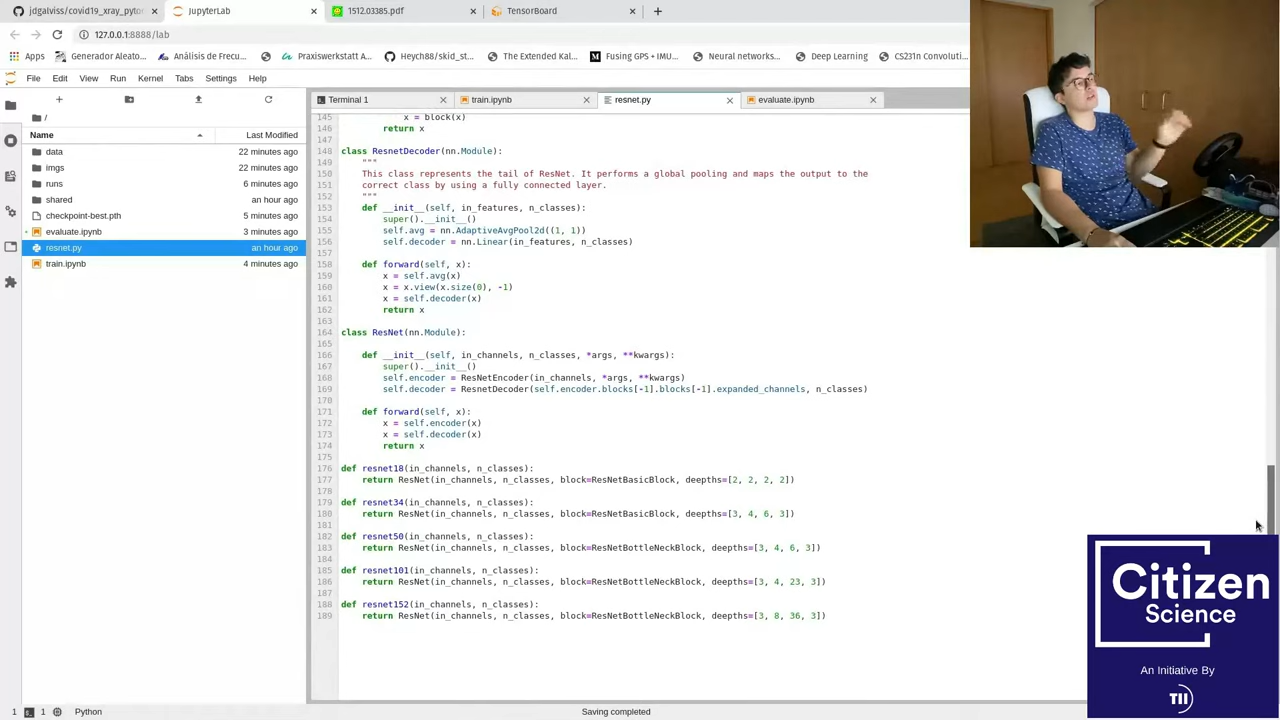 jdgalviss/covid19_xray_pytor
JupyterLab
1512.03385.pdf
TensorBoard
127.0.0.1:8888/lab
Apps
Generador Aleato...
Análisis de Frecu...
Praxiswerkstatt A...
Heych88/skid_st...
The Extended Kal...
Fusing GPS + IMU...
Neural networks...
Deep Learning
CS231n Convoluti...
File Edit View Run Kernel Tabs Settings Help
Terminal 1
train.ipynb
resnet.py
evaluate.ipynb
/
Name
Last Modified
data 22 minutes ago
imgs 22 minutes ago
runs 6 minutes ago
shared an hour ago
checkpoint-best.pth 5 minutes ago
evaluate.ipynb 3 minutes ago
resnet.py an hour ago
train.ipynb 4 minutes ago
145 x = block(x)
146 return x
147
148 class ResnetDecoder(nn.Module):
149 """
150 This class represents the tail of ResNet. It performs a global pooling and maps the output to the
151 correct class by using a fully connected layer.
152 """
153 def __init__(self, in_features, n_classes):
154 super().__init__()
155 self.avg = nn.AdaptiveAvgPool2d((1, 1))
156 self.decoder = nn.Linear(in_features, n_classes)
157
158 def forward(self, x):
159 x = self.avg(x)
160 x = x.view(x.size(0), -1)
161 x = self.decoder(x)
162 return x
163
164 class ResNet(nn.Module):
165
166 def __init__(self, in_channels, n_classes, *args, **kwargs):
167 super().__init__()
168 self.encoder = ResNetEncoder(in_channels, *args, **kwargs)
169 self.decoder = ResnetDecoder(self.encoder.blocks[-1].blocks[-1].expanded_channels, n_classes)
170
171 def forward(self, x):
172 x = self.encoder(x)
173 x = self.decoder(x)
174 return x
175
176 def resnet18(in_channels, n_classes):
177 return ResNet(in_channels, n_classes, block=ResNetBasicBlock, deepths=[2, 2, 2, 2])
178
179 def resnet34(in_channels, n_classes):
180 return ResNet(in_channels, n_classes, block=ResNetBasicBlock, deepths=[3, 4, 6, 3])
181
182 def resnet50(in_channels, n_classes):
183 return ResNet(in_channels, n_classes, block=ResNetBottleNeckBlock, deepths=[3, 4, 6, 3])
184
185 def resnet101(in_channels, n_classes):
186 return ResNet(in_channels, n_classes, block=ResNetBottleNeckBlock, deepths=[3, 4, 23, 3])
187
188 def resnet152(in_channels, n_classes):
189 return ResNet(in_channels, n_classes, block=ResNetBottleNeckBlock, deepths=[3, 8, 36, 3])
Citizen
Science
An Initiative By
TII
1 Python
Saving completed